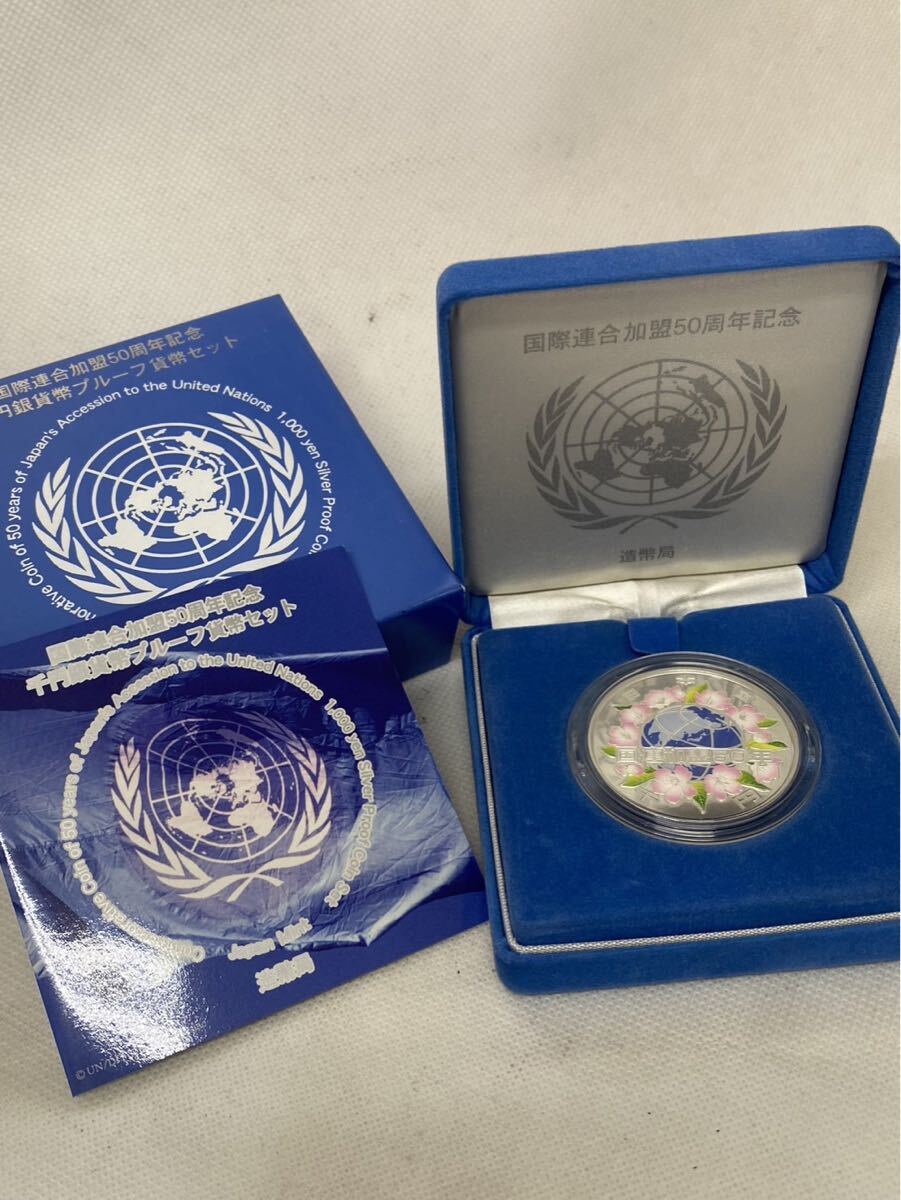 国際連合加盟50周年記念
円銀貨幣プルーフ貨幣セット
orative Coin of 50 years of Japan's Accession to the United Nations 1,000 yen Silver Proof Coi
国際連合加盟50周年記念
造幣局
国際連合加盟50周年記念
千円銀貨幣プルーフ貨幣セット
orative Coin of 50 years of Japan's Accession to the United Nations 1,000 yen Silver Proof Coin Set
Japan Mint
造幣局
©UN/